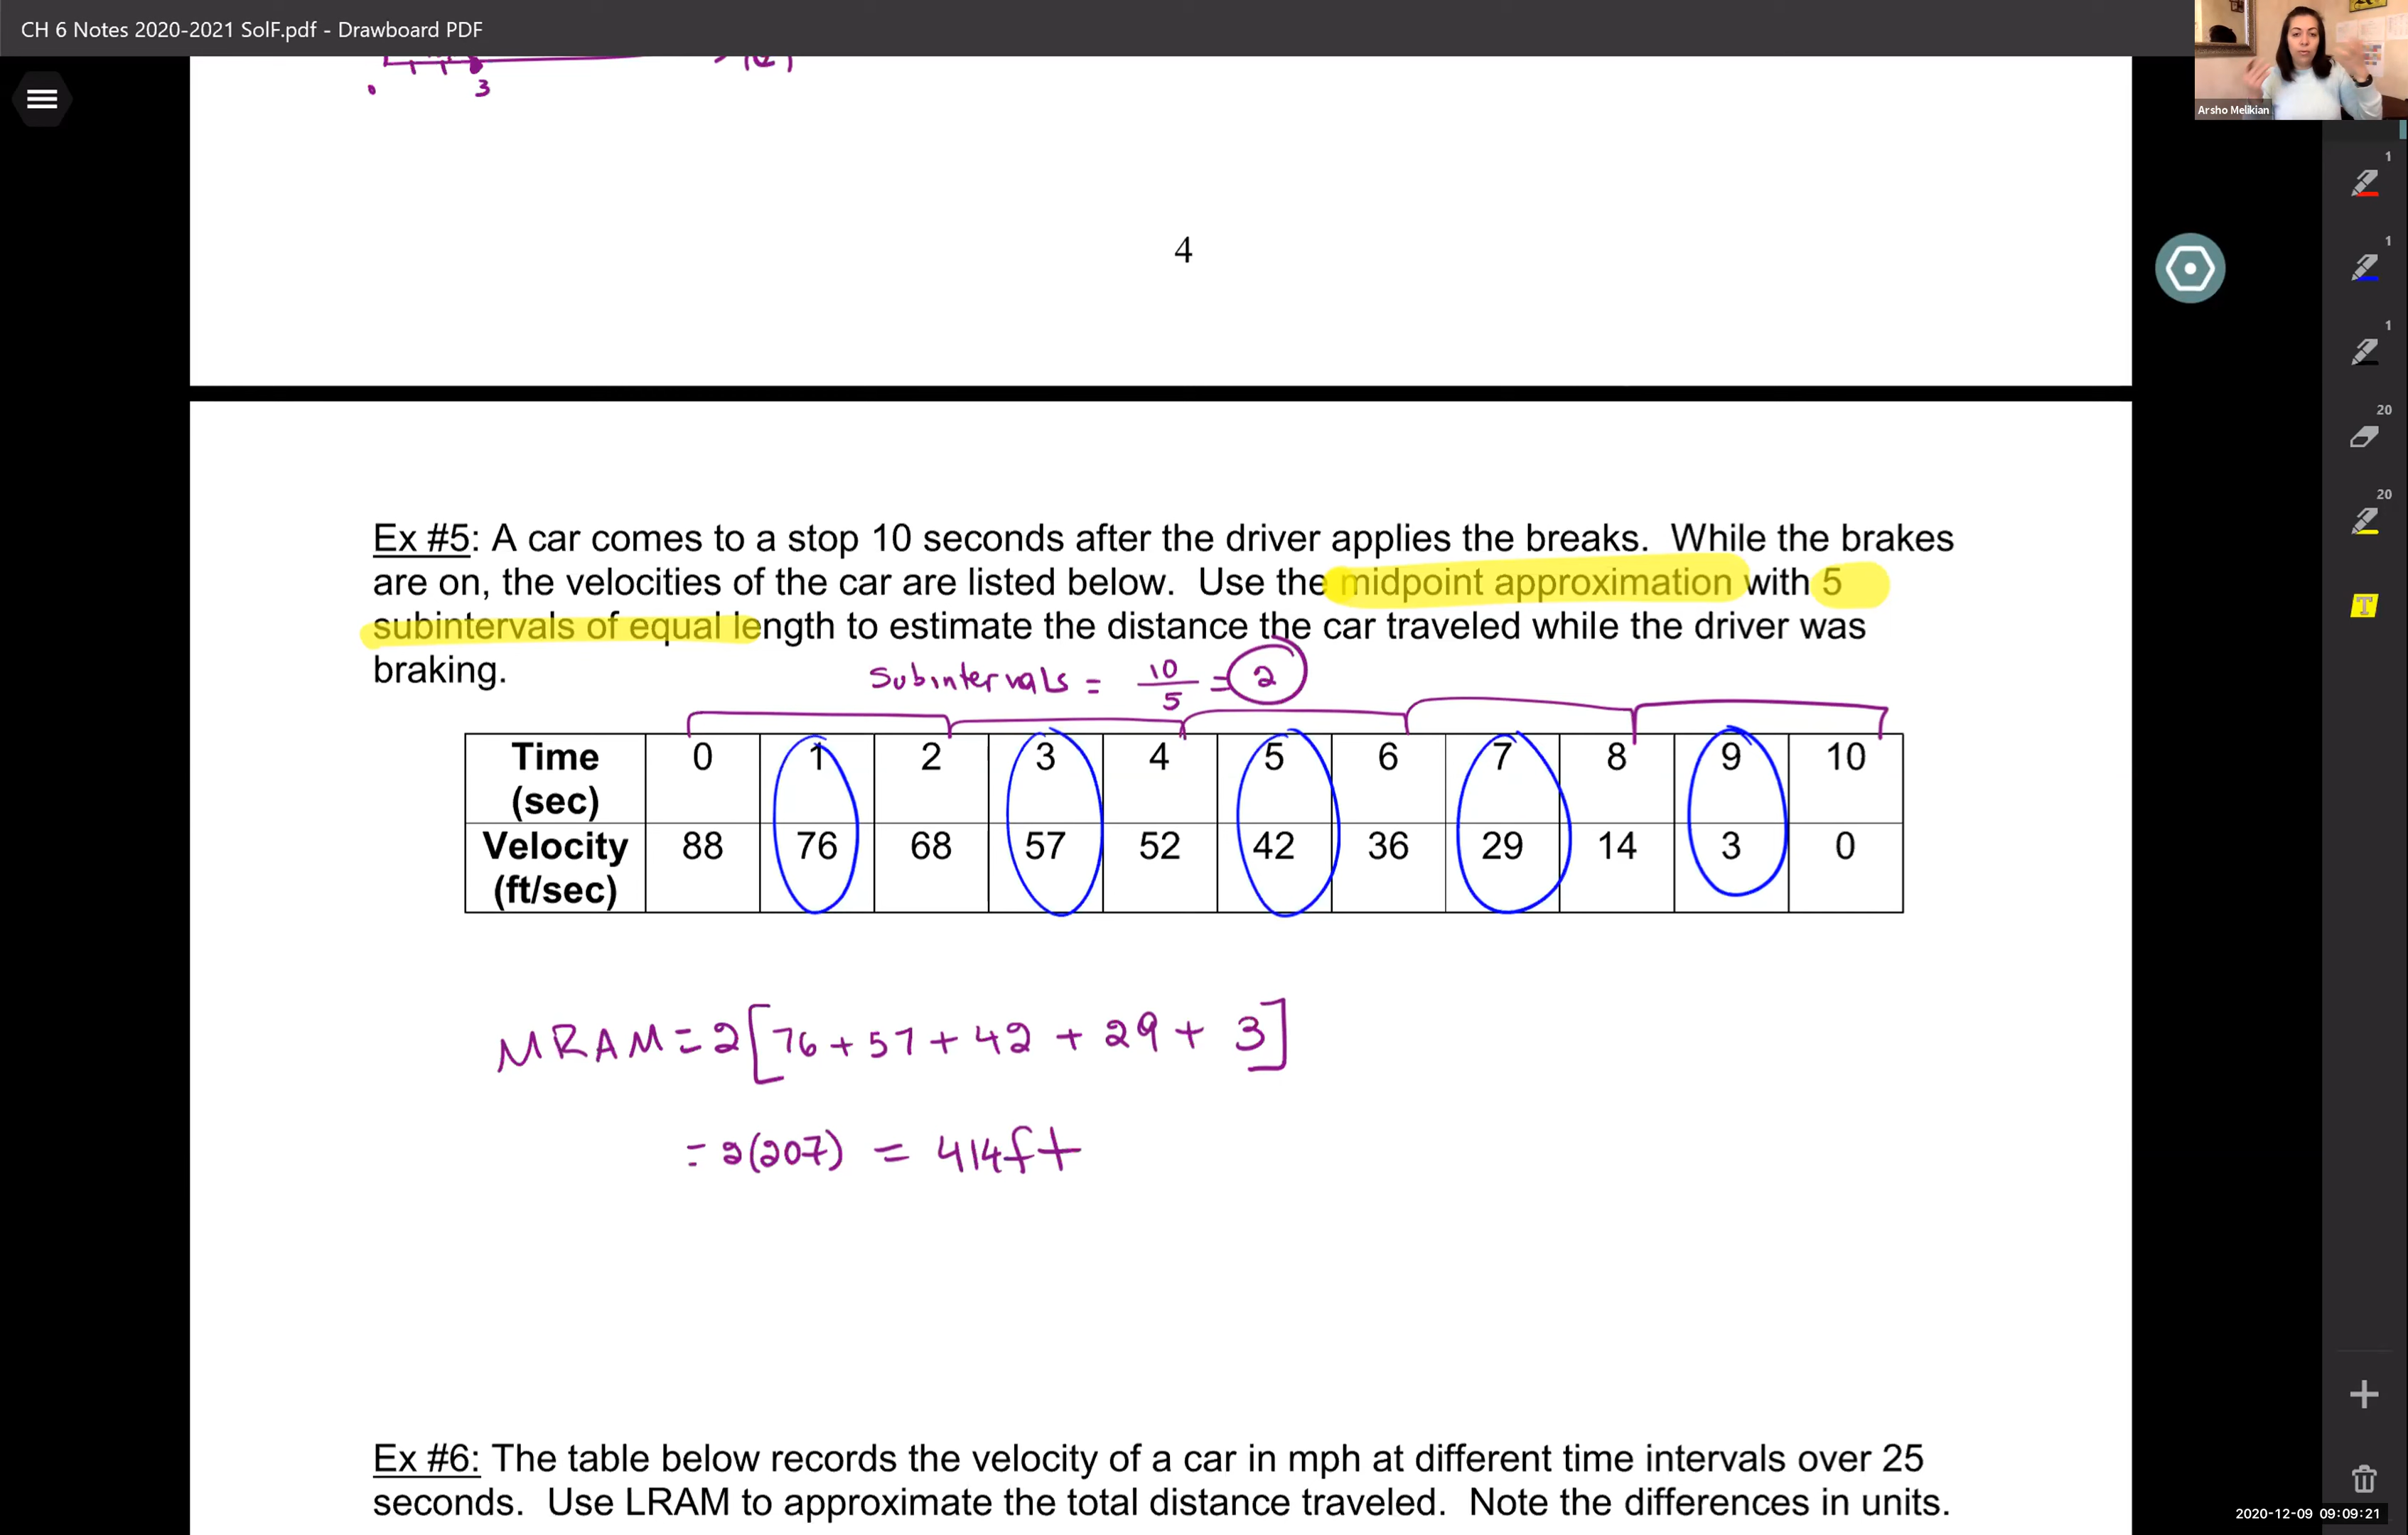 CH 6 Notes 2020-2021 SolF.pdf - Drawboard PDF
Arsho Melikian
3
4
1
1
1
20
20
T
Ex #5: A car comes to a stop 10 seconds after the driver applies the breaks. While the brakes
are on, the velocities of the car are listed below. Use the midpoint approximation with 5
subintervals of equal length to estimate the distance the car traveled while the driver was
braking.
Subintervals = 10/5 = 2
Time (sec) 0 1 2 3 4 5 6 7 8 9 10
Velocity (ft/sec) 88 76 68 57 52 42 36 29 14 3 0
MRAM = 2[76 + 57 + 42 + 29 + 3]
= 2(207) = 414ft
Ex #6: The table below records the velocity of a car in mph at different time intervals over 25
seconds. Use LRAM to approximate the total distance traveled. Note the differences in units.
2020-12-09 09:09:21